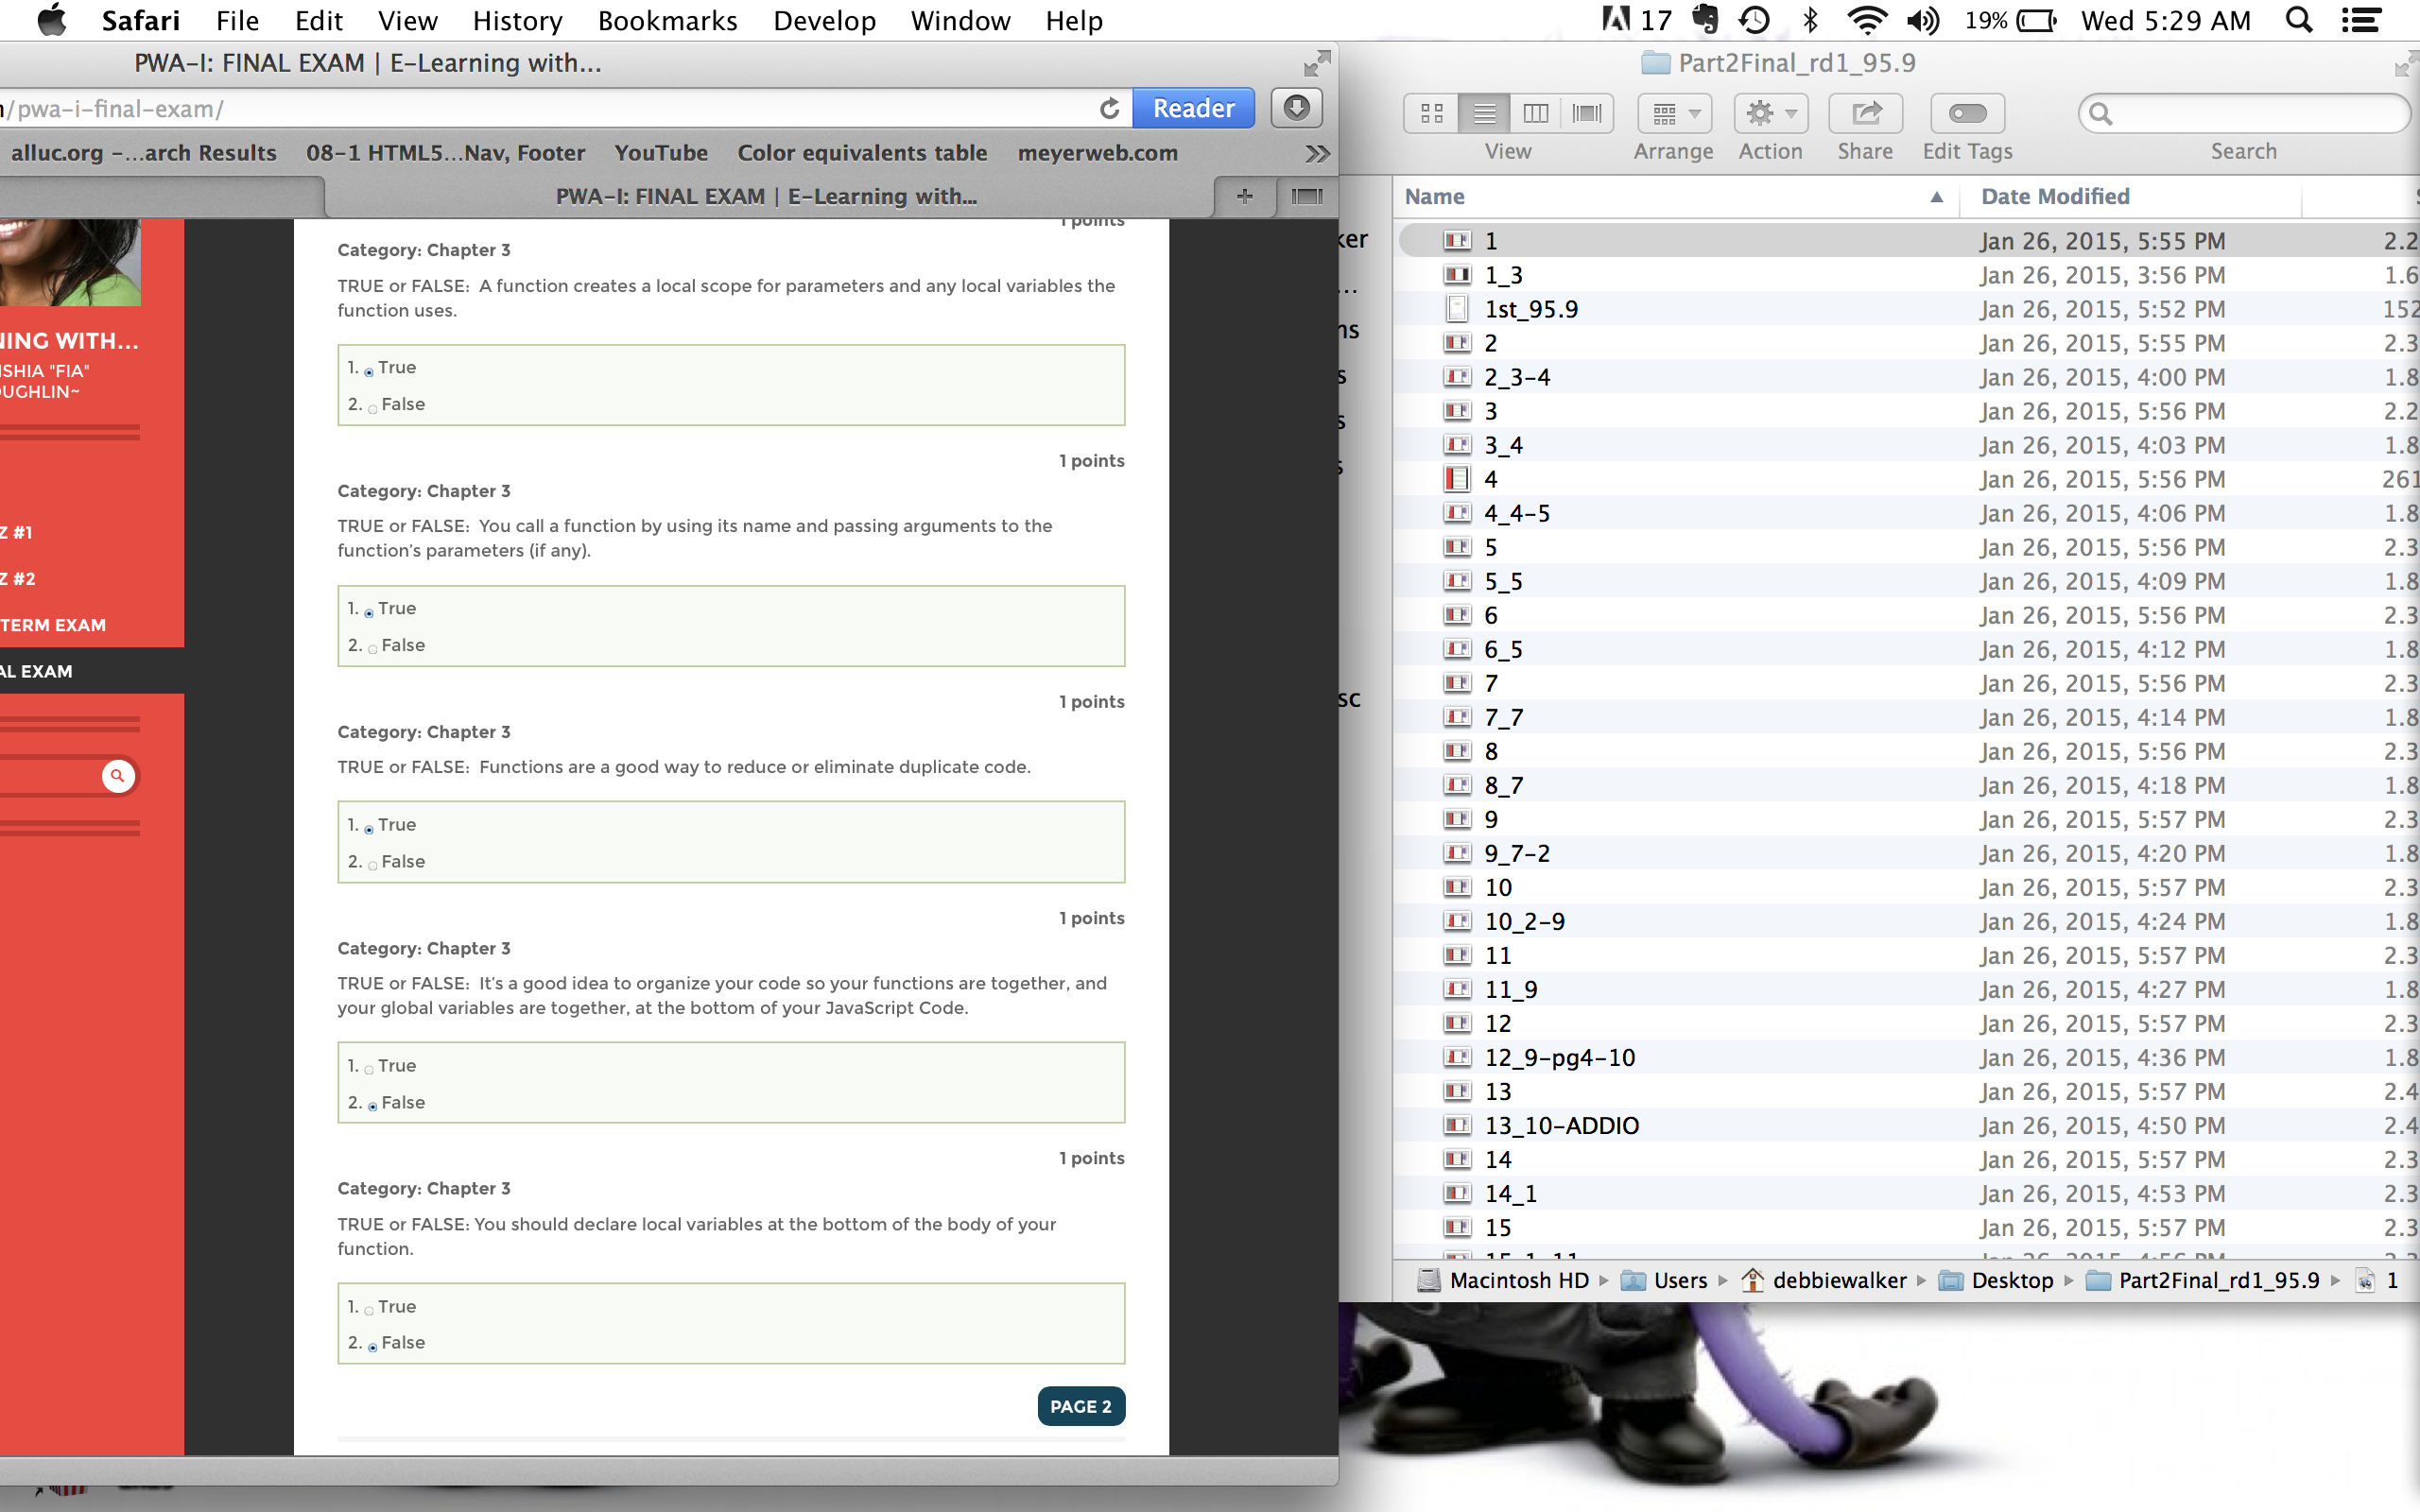 Safari File Edit View History Bookmarks Develop Window Help 17 19% Wed 5:29 AM
PWA-I: FINAL EXAM | E-Learning with...
/pwa-i-final-exam/ Reader
alluc.org -...arch Results 08-1 HTML5...Nav, Footer YouTube Color equivalents table meyerweb.com
PWA-I: FINAL EXAM | E-Learning with...
NING WITH...
OUGHLIN~
Z #1
Z #2
TERM EXAM
AL EXAM
1 points
Category: Chapter 3
TRUE or FALSE: A function creates a local scope for parameters and any local variables the
function uses.
1. True
2. False
1 points
Category: Chapter 3
TRUE or FALSE: You call a function by using its name and passing arguments to the
function's parameters (if any).
1. True
2. False
1 points
Category: Chapter 3
TRUE or FALSE: Functions are a good way to reduce or eliminate duplicate code.
1. True
2. False
1 points
Category: Chapter 3
TRUE or FALSE: It's a good idea to organize your code so your functions are together, and
your global variables are together, at the bottom of your JavaScript Code.
1. True
2. False
1 points
Category: Chapter 3
TRUE or FALSE: You should declare local variables at the bottom of the body of your
function.
1. True
2. False
PAGE 2
Part2Final_rd1_95.9
View Arrange Action Share Edit Tags Search
Name Date Modified
1 Jan 26, 2015, 5:55 PM 2.2
1_3 Jan 26, 2015, 3:56 PM 1.6
1st_95.9 Jan 26, 2015, 5:52 PM 152
2 Jan 26, 2015, 5:55 PM 2.3
2_3-4 Jan 26, 2015, 4:00 PM 1.8
3 Jan 26, 2015, 5:56 PM 2.2
3_4 Jan 26, 2015, 4:03 PM 1.8
4 Jan 26, 2015, 5:56 PM 261
4_4-5 Jan 26, 2015, 4:06 PM 1.8
5 Jan 26, 2015, 5:56 PM 2.3
5_5 Jan 26, 2015, 4:09 PM 1.8
6 Jan 26, 2015, 5:56 PM 2.3
6_5 Jan 26, 2015, 4:12 PM 1.8
7 Jan 26, 2015, 5:56 PM 2.3
7_7 Jan 26, 2015, 4:14 PM 1.8
8 Jan 26, 2015, 5:56 PM 2.3
8_7 Jan 26, 2015, 4:18 PM 1.8
9 Jan 26, 2015, 5:57 PM 2.3
9_7-2 Jan 26, 2015, 4:20 PM 1.8
10 Jan 26, 2015, 5:57 PM 2.3
10_2-9 Jan 26, 2015, 4:24 PM 1.8
11 Jan 26, 2015, 5:57 PM 2.3
11_9 Jan 26, 2015, 4:27 PM 1.8
12 Jan 26, 2015, 5:57 PM 2.3
12_9-pg4-10 Jan 26, 2015, 4:36 PM 1.8
13 Jan 26, 2015, 5:57 PM 2.4
13_10-ADDIO Jan 26, 2015, 4:50 PM 2.4
14 Jan 26, 2015, 5:57 PM 2.3
14_1 Jan 26, 2015, 4:53 PM 2.3
15 Jan 26, 2015, 5:57 PM 2.3
Macintosh HD Users debbiewalker Desktop Part2Final_rd1_95.9 1